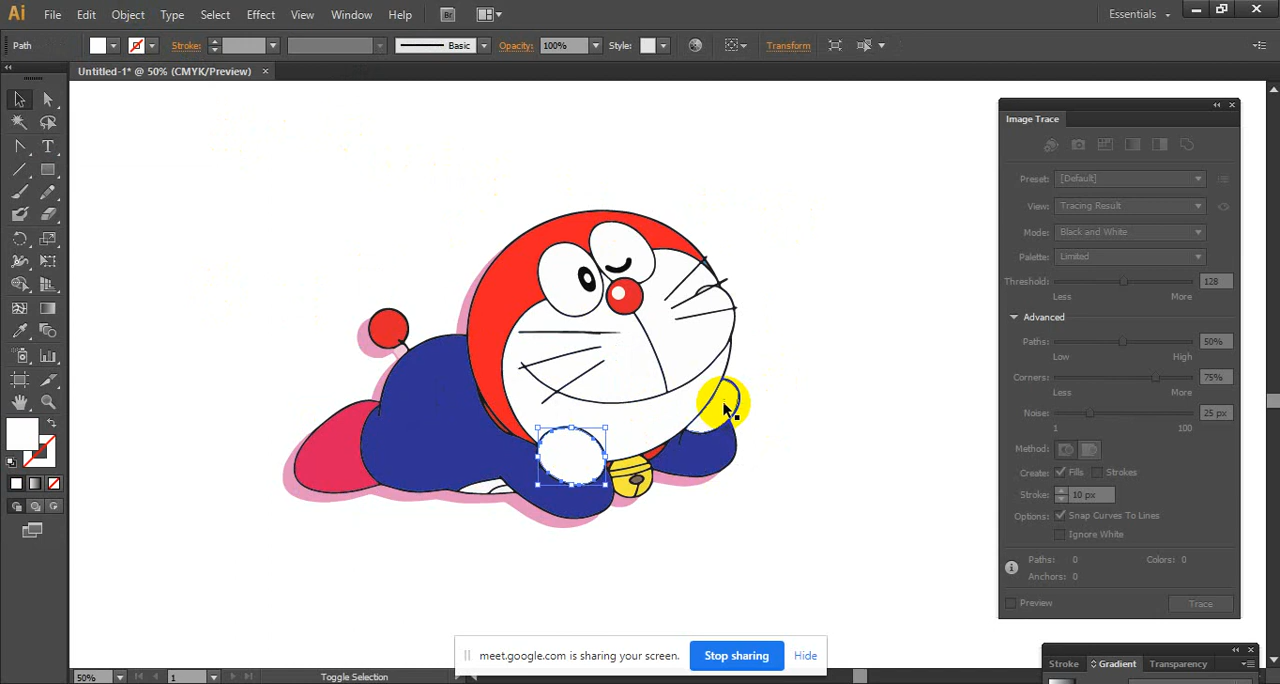 Ai File Edit Object Type Select Effect View Window Help Br Essentials
Path Stroke: Basic Opacity: 100% Style: Transform
Untitled-1* @ 50% (CMYK/Preview) ×
Image Trace
Preset: [Default]
View: Tracing Result
Mode: Black and White
Palette: Limited
Threshold: 128
Less More
Advanced
Paths: 50%
Low High
Corners: 75%
Less More
Noise: 25 px
1 100
Method:
Create: Fills Strokes
Stroke: 10 px
Options: Snap Curves To Lines
Ignore White
Paths: 0 Colors: 0
Anchors: 0
Preview Trace
meet.google.com is sharing your screen. Stop sharing Hide
Stroke Gradient Transparency
50% 1 Toggle Selection